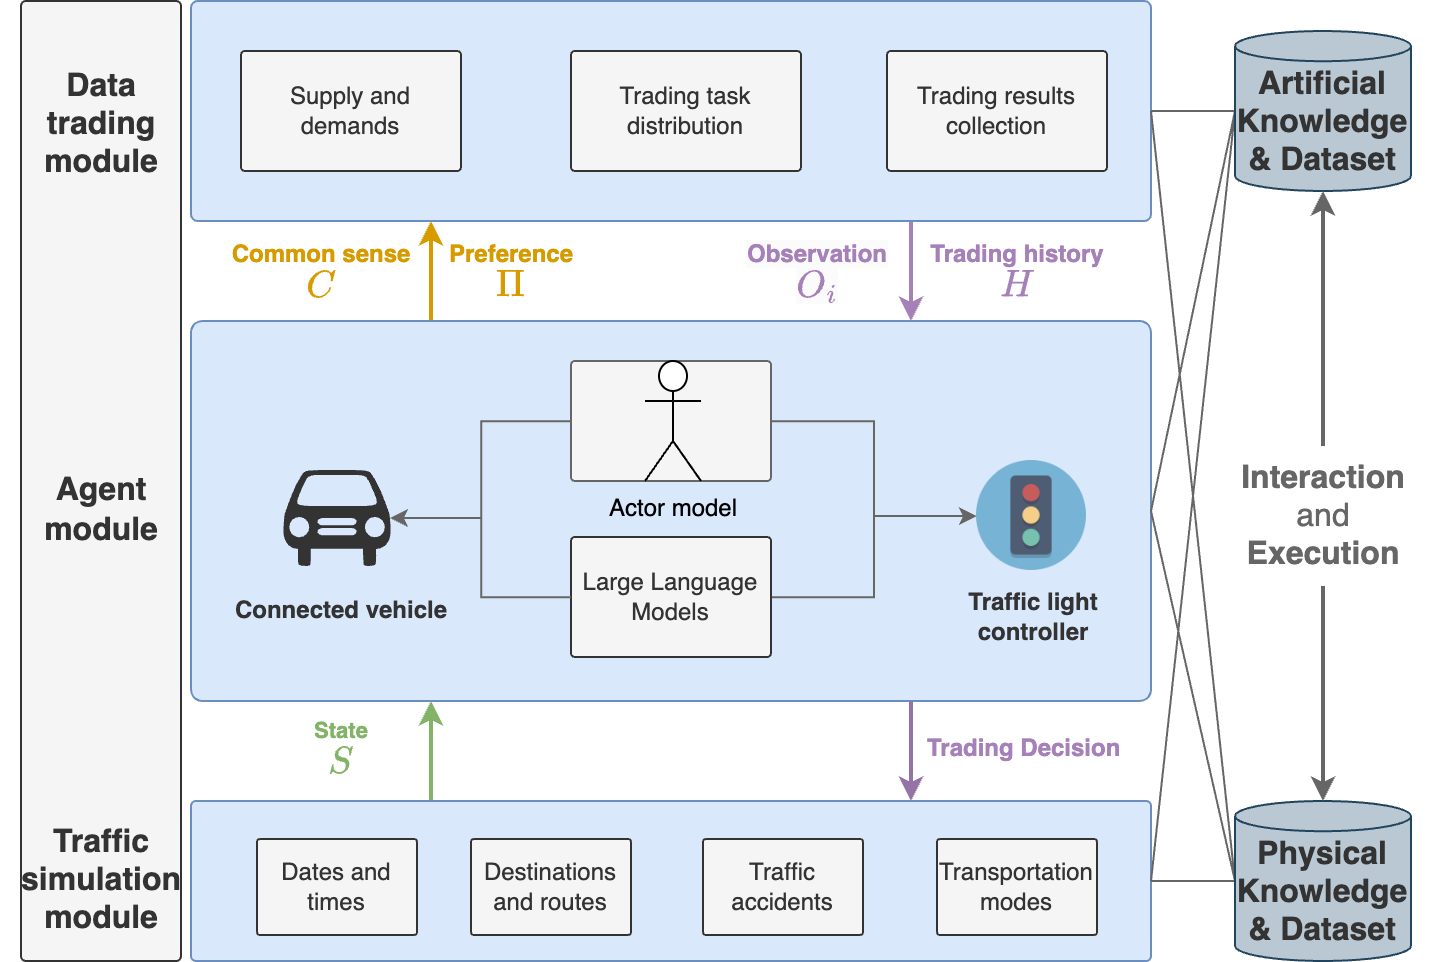 Data
trading
module
Supply and
demands
Trading task
distribution
Trading results
collection
Artificial
Knowledge
& Dataset
Common sense
C
Preference
Π
Observation
O_i
Trading history
H
Agent
module
Actor model
Large Language
Models
Connected vehicle
Traffic light
controller
Interaction
and
Execution
State
S
Trading Decision
Traffic
simulation
module
Dates and
times
Destinations
and routes
Traffic
accidents
Transportation
modes
Physical
Knowledge
& Dataset